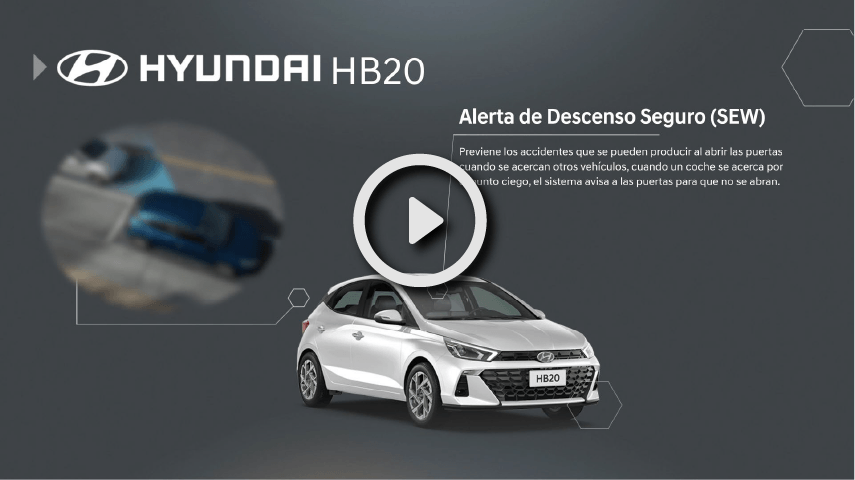 HYUNDAI HB20
Alerta de Descenso Seguro (SEW)
Previene los accidentes que se pueden producir al abrir las puertas
cuando se acercan otros vehículos, cuando un coche se acerca por
ciego, el sistema avisa a las puertas para que no se abran.
HB20